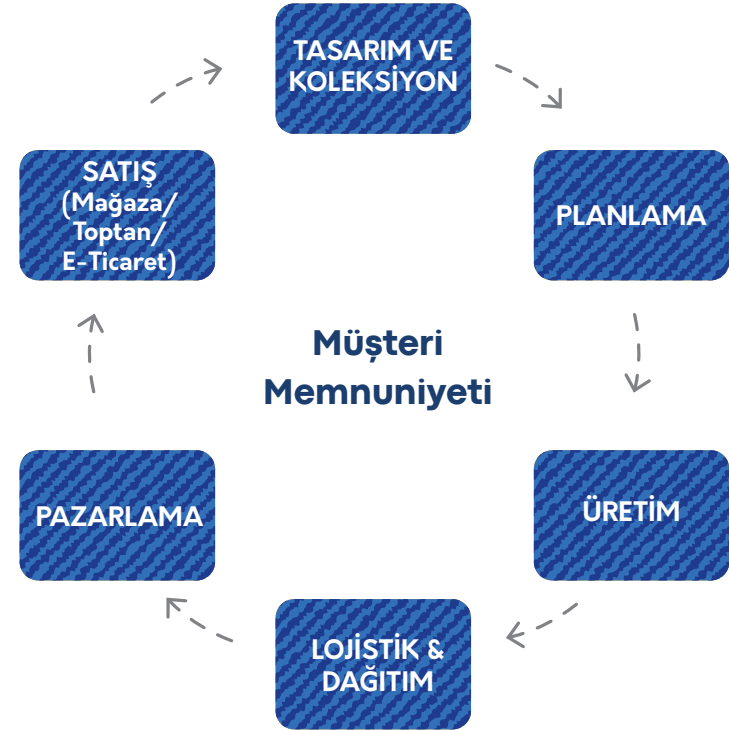 TASARIM VE
KOLEKSİYON
PLANLAMA
ÜRETİM
LOJİSTİK &
DAĞITIM
PAZARLAMA
SATIŞ
(Mağaza/
Toptan/
E-Ticaret)
Müşteri
Memnuniyeti